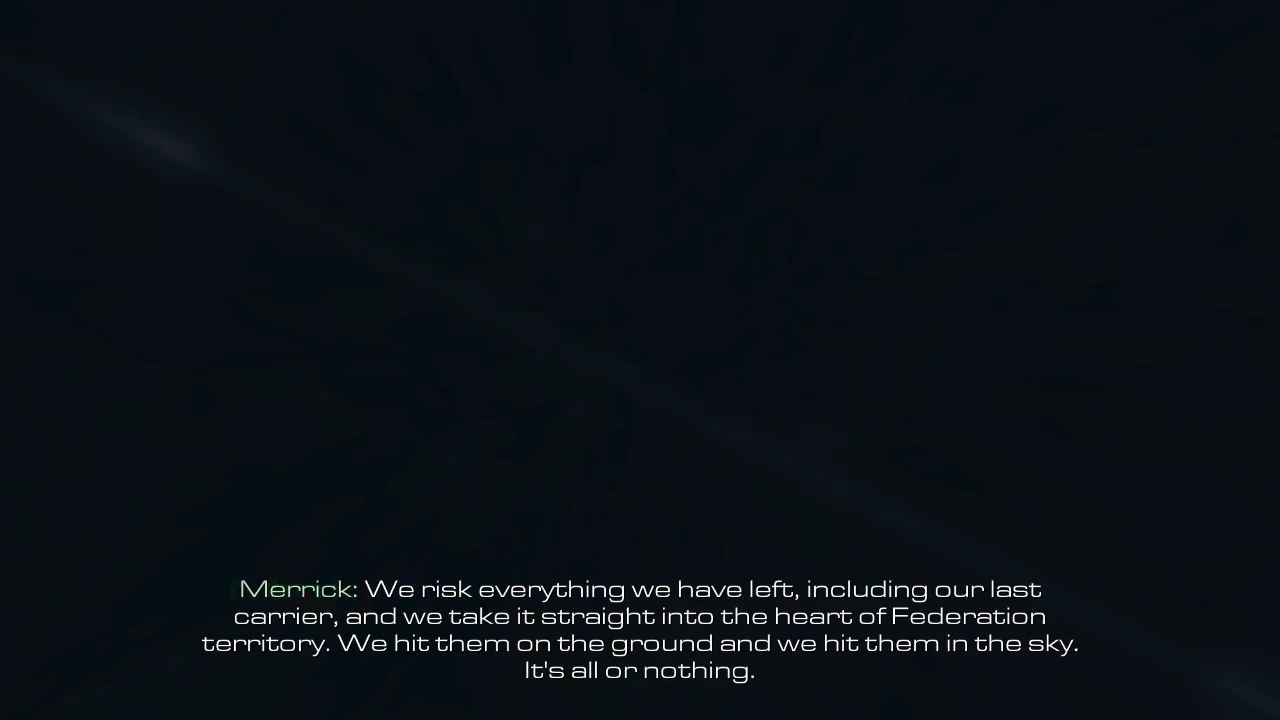 Merrick: We risk everything we have left, including our last
carrier, and we take it straight into the heart of Federation
territory. We hit them on the ground and we hit them in the sky.
It's all or nothing.